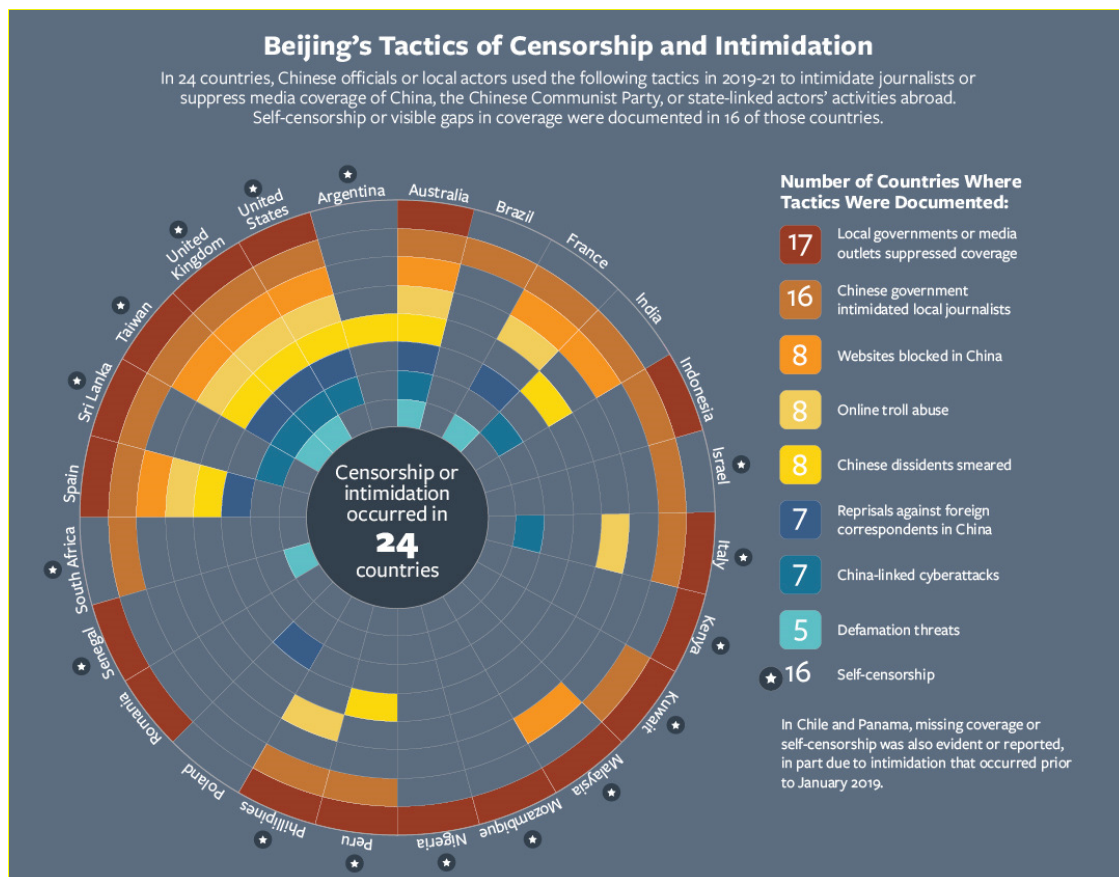 Beijing's Tactics of Censorship and Intimidation
In 24 countries, Chinese officials or local actors used the following tactics in 2019-21 to intimidate journalists or
suppress media coverage of China, the Chinese Communist Party, or state-linked actors' activities abroad.
Self-censorship or visible gaps in coverage were documented in 16 of those countries.
Argentina
Australia
Brazil
France
India
Indonesia
Israel
Italy
Kenya
Kuwait
Malaysia
Mozambique
Nigeria
Peru
Phillipines
Poland
Romania
Senegal
South Africa
Spain
Sri Lanka
Taiwan
United
Kingdom
United
States
Censorship or
intimidation
occurred in
24
countries
Number of Countries Where
Tactics Were Documented:
17
Local governments or media
outlets suppressed coverage
16
Chinese government
intimidated local journalists
8
Websites blocked in China
8
Online troll abuse
8
Chinese dissidents smeared
7
Reprisals against foreign
correspondents in China
7
China-linked cyberattacks
5
Defamation threats
16
Self-censorship
In Chile and Panama, missing coverage or
self-censorship was also evident or reported,
in part due to intimidation that occurred prior
to January 2019.